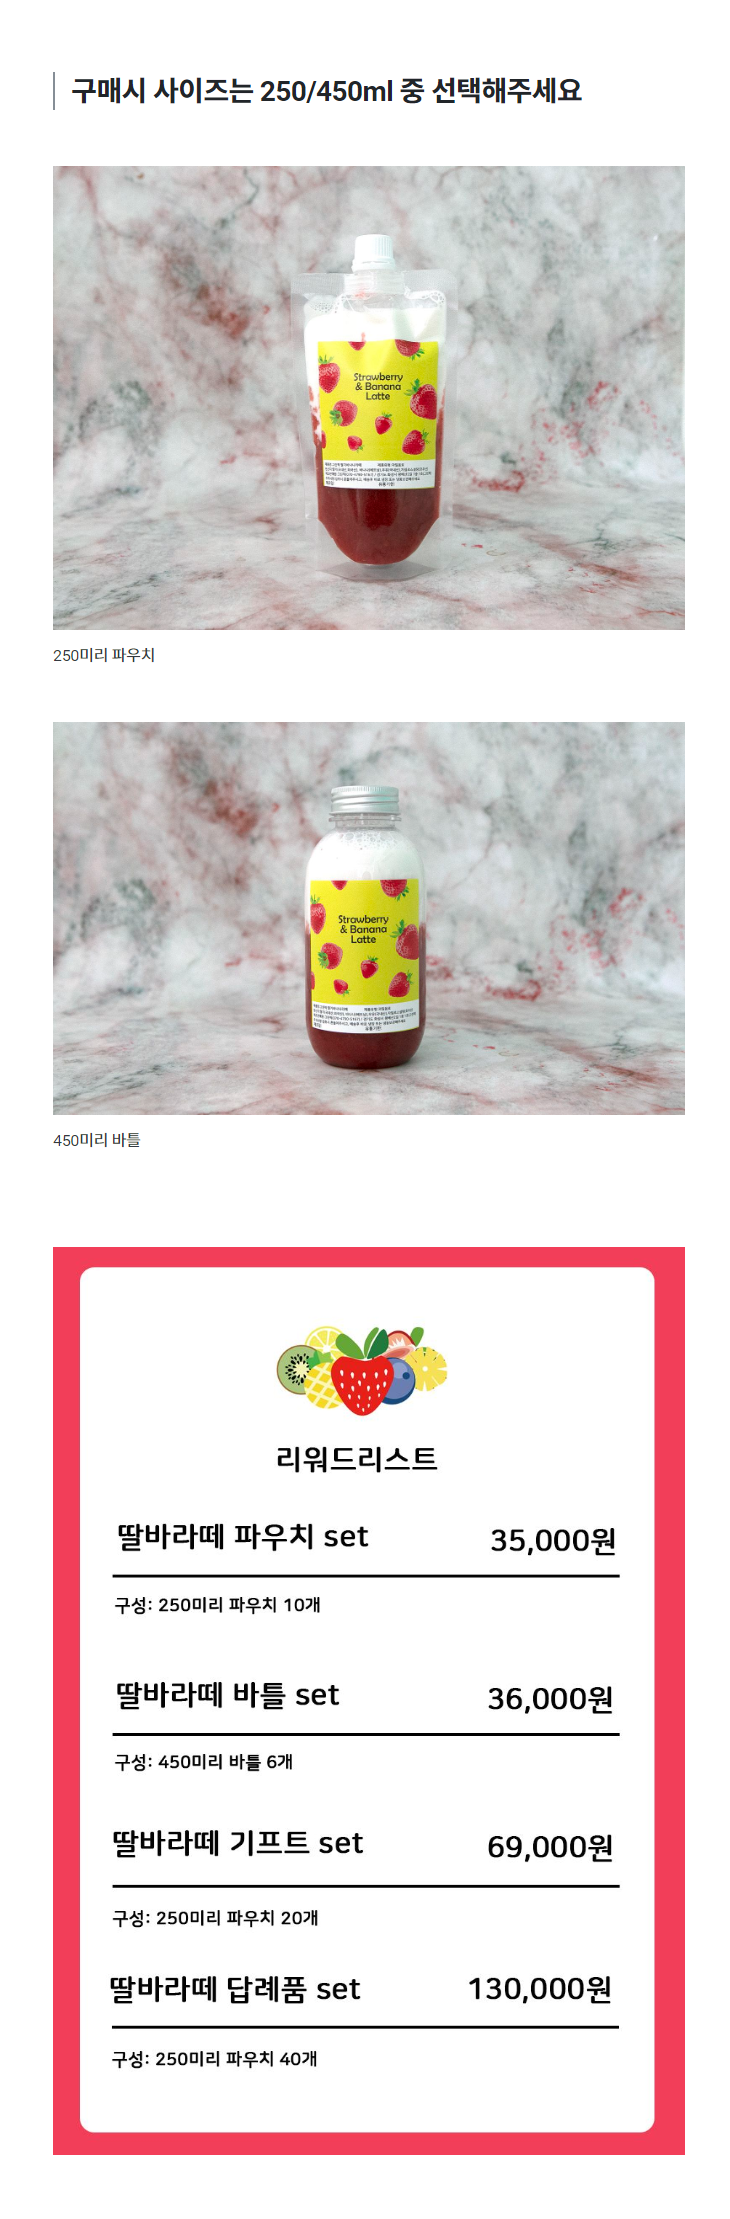 구매시 사이즈는 250/450ml 중 선택해주세요
Strawberry
& Banana
Latte
250미리 파우치
Strawberry
& Banana
Latte
450미리 바틀
리워드리스트
딸바라떼 파우치 set 35,000원
구성: 250미리 파우치 10개
딸바라떼 바틀 set 36,000원
구성: 450미리 바틀 6개
딸바라떼 기프트 set 69,000원
구성: 250미리 파우치 20개
딸바라떼 답례품 set 130,000원
구성: 250미리 파우치 40개